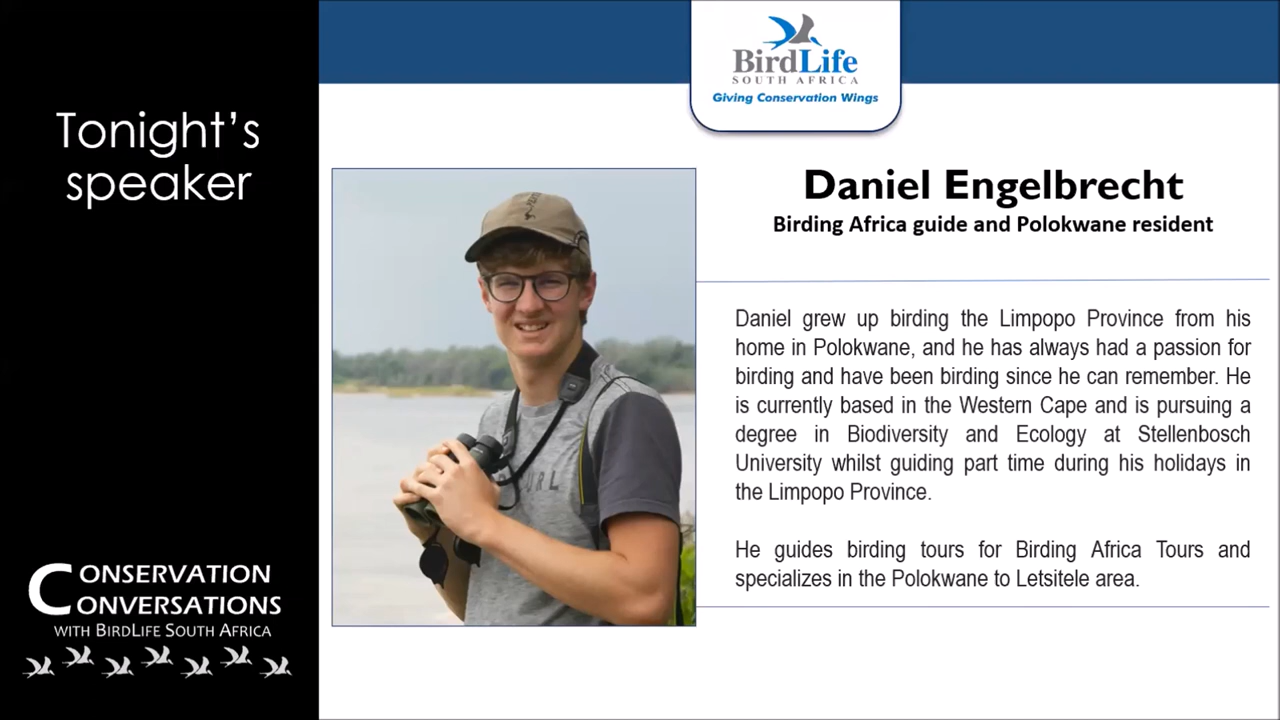 Tonight's
speaker
BirdLife
SOUTH AFRICA
Giving Conservation Wings
Daniel Engelbrecht
Birding Africa guide and Polokwane resident
Daniel grew up birding the Limpopo Province from his
home in Polokwane, and he has always had a passion for
birding and have been birding since he can remember. He
is currently based in the Western Cape and is pursuing a
degree in Biodiversity and Ecology at Stellenbosch
University whilst guiding part time during his holidays in
the Limpopo Province.
He guides birding tours for Birding Africa Tours and
specializes in the Polokwane to Letsitele area.
CONSERVATION
CONVERSATIONS
WITH BIRDLIFE SOUTH AFRICA